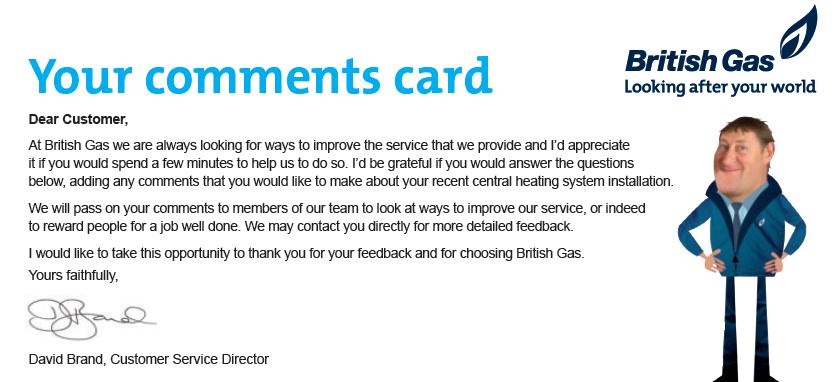 British Gas
Looking after your world
Your comments card
Dear Customer,
At British Gas we are always looking for ways to improve the service that we provide and I'd appreciate
it if you would spend a few minutes to help us to do so. I'd be grateful if you would answer the questions
below, adding any comments that you would like to make about your recent central heating system installation.
We will pass on your comments to members of our team to look at ways to improve our service, or indeed
to reward people for a job well done. We may contact you directly for more detailed feedback.
I would like to take this opportunity to thank you for your feedback and for choosing British Gas.
Yours faithfully,
D Brand
David Brand, Customer Service Director